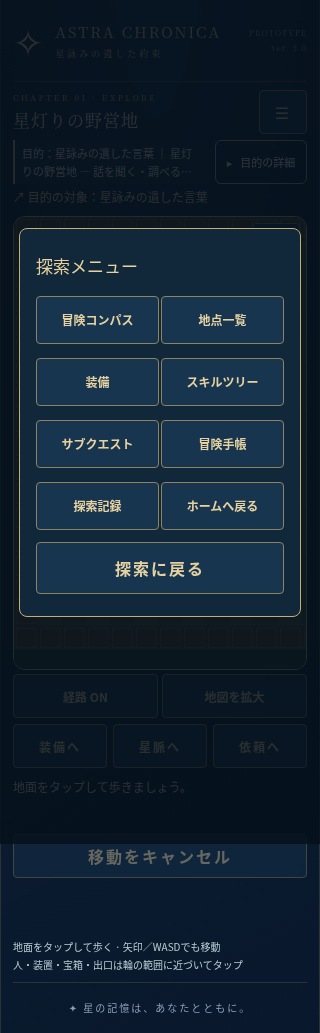 ASTRA CHRONICA
星詠みの遺した約束
PROTOTYPE
CHAPTER 01 EXPLORE
星灯りの野営地
☰
目的：星詠みの遺した言葉 ｜ 星灯
りの野営地 — 話を聞く・調べる…
▸ 目的の詳細
↗ 目的の対象：星詠みの遺した言葉
探索メニュー
冒険コンパス
地点一覧
装備
スキルツリー
サブクエスト
冒険手帳
探索記録
ホームへ戻る
探索に戻る
経路 ON
地図を拡大
装備へ
星脈へ
依頼へ
地面をタップして歩きましょう。
移動をキャンセル
地面をタップして歩く・矢印／WASDでも移動
人・装置・宝箱・出口は輪の範囲に近づいてタップ
✦ 星の記憶は、あなたとともに。